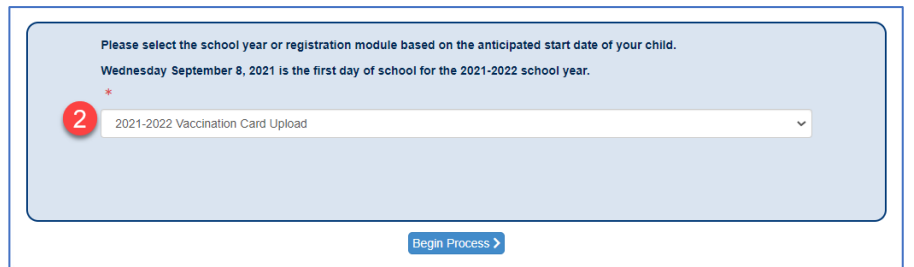 Please select the school year or registration module based on the anticipated start date of your child.
Wednesday September 8, 2021 is the first day of school for the 2021-2022 school year.
*
2
2021-2022 Vaccination Card Upload
Begin Process